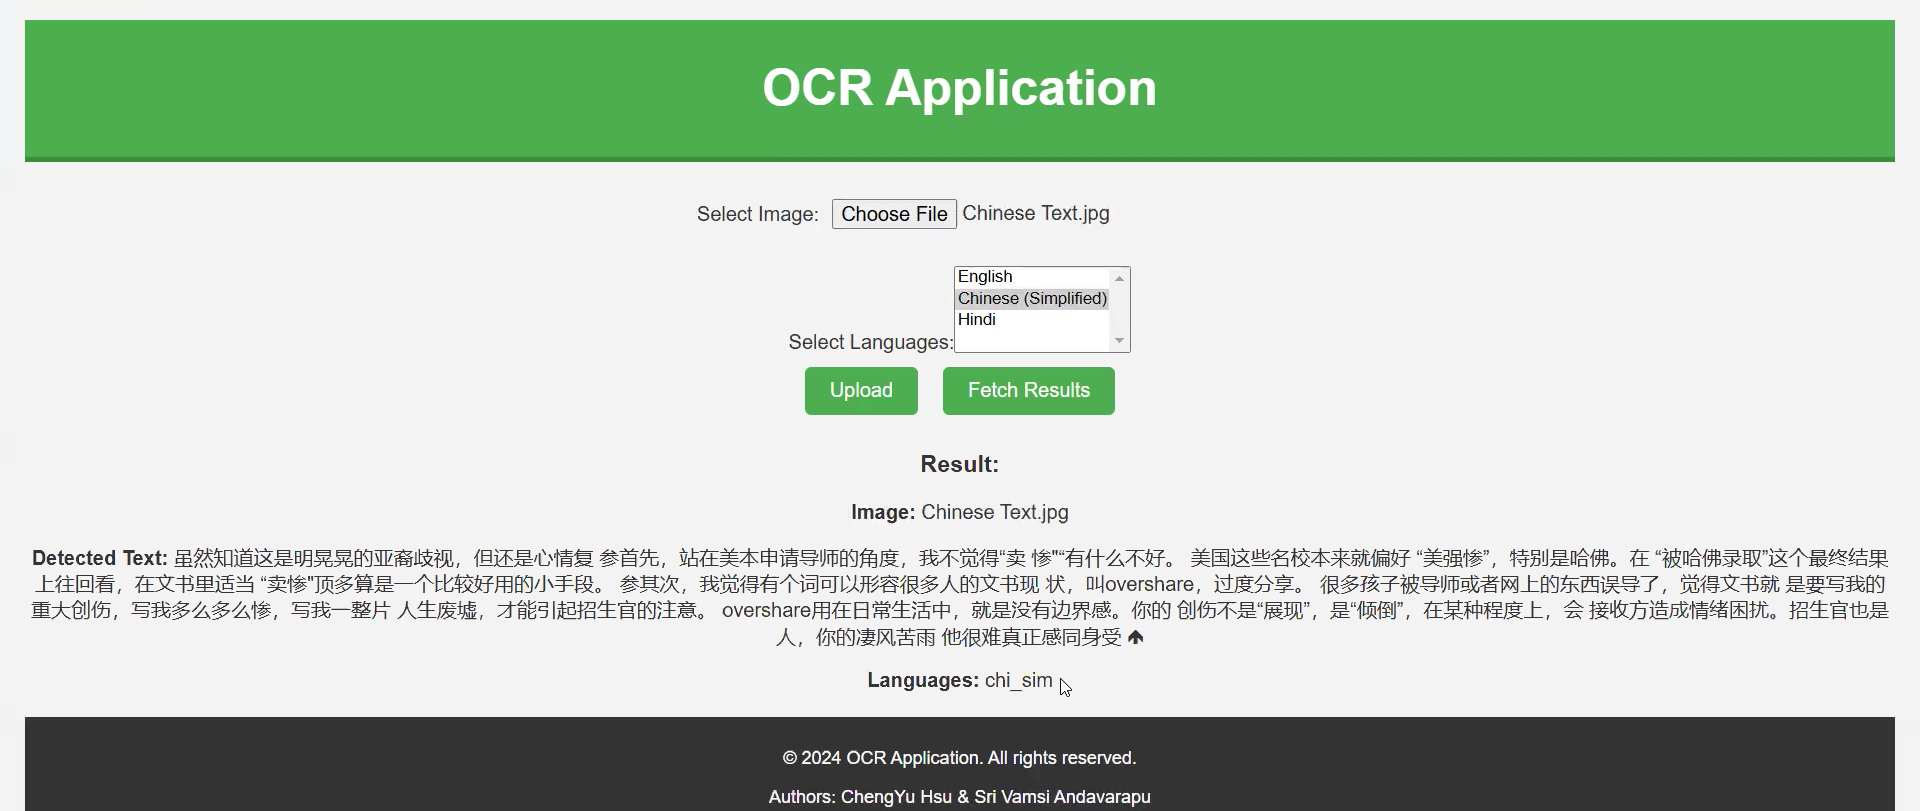 OCR Application
Select Image: Choose File Chinese Text.jpg
English
Chinese (Simplified)
Hindi
Select Languages:
Upload Fetch Results
Result:
Image: Chinese Text.jpg
Detected Text: 虽然知道这是明晃晃的亚裔歧视，但还是心情复 参首先，站在美本申请导师的角度，我不觉得“卖 惨"“有什么不好。 美国这些名校本来就偏好 “美强惨”，特别是哈佛。在 “被哈佛录取”这个最终结果
上往回看，在文书里适当 “卖惨"顶多算是一个比较好用的小手段。 参其次，我觉得有个词可以形容很多人的文书现 状，叫overshare，过度分享。 很多孩子被导师或者网上的东西误导了，觉得文书就 是要写我的
重大创伤，写我多么多么惨，写我一整片 人生废墟，才能引起招生官的注意。 overshare用在日常生活中，就是没有边界感。你的 创伤不是“展现”，是“倾倒”，在某种程度上，会 接收方造成情绪困扰。招生官也是
人，你的凄风苦雨 他很难真正感同身受 🡅
Languages: chi_sim
© 2024 OCR Application. All rights reserved.
Authors: ChengYu Hsu & Sri Vamsi Andavarapu